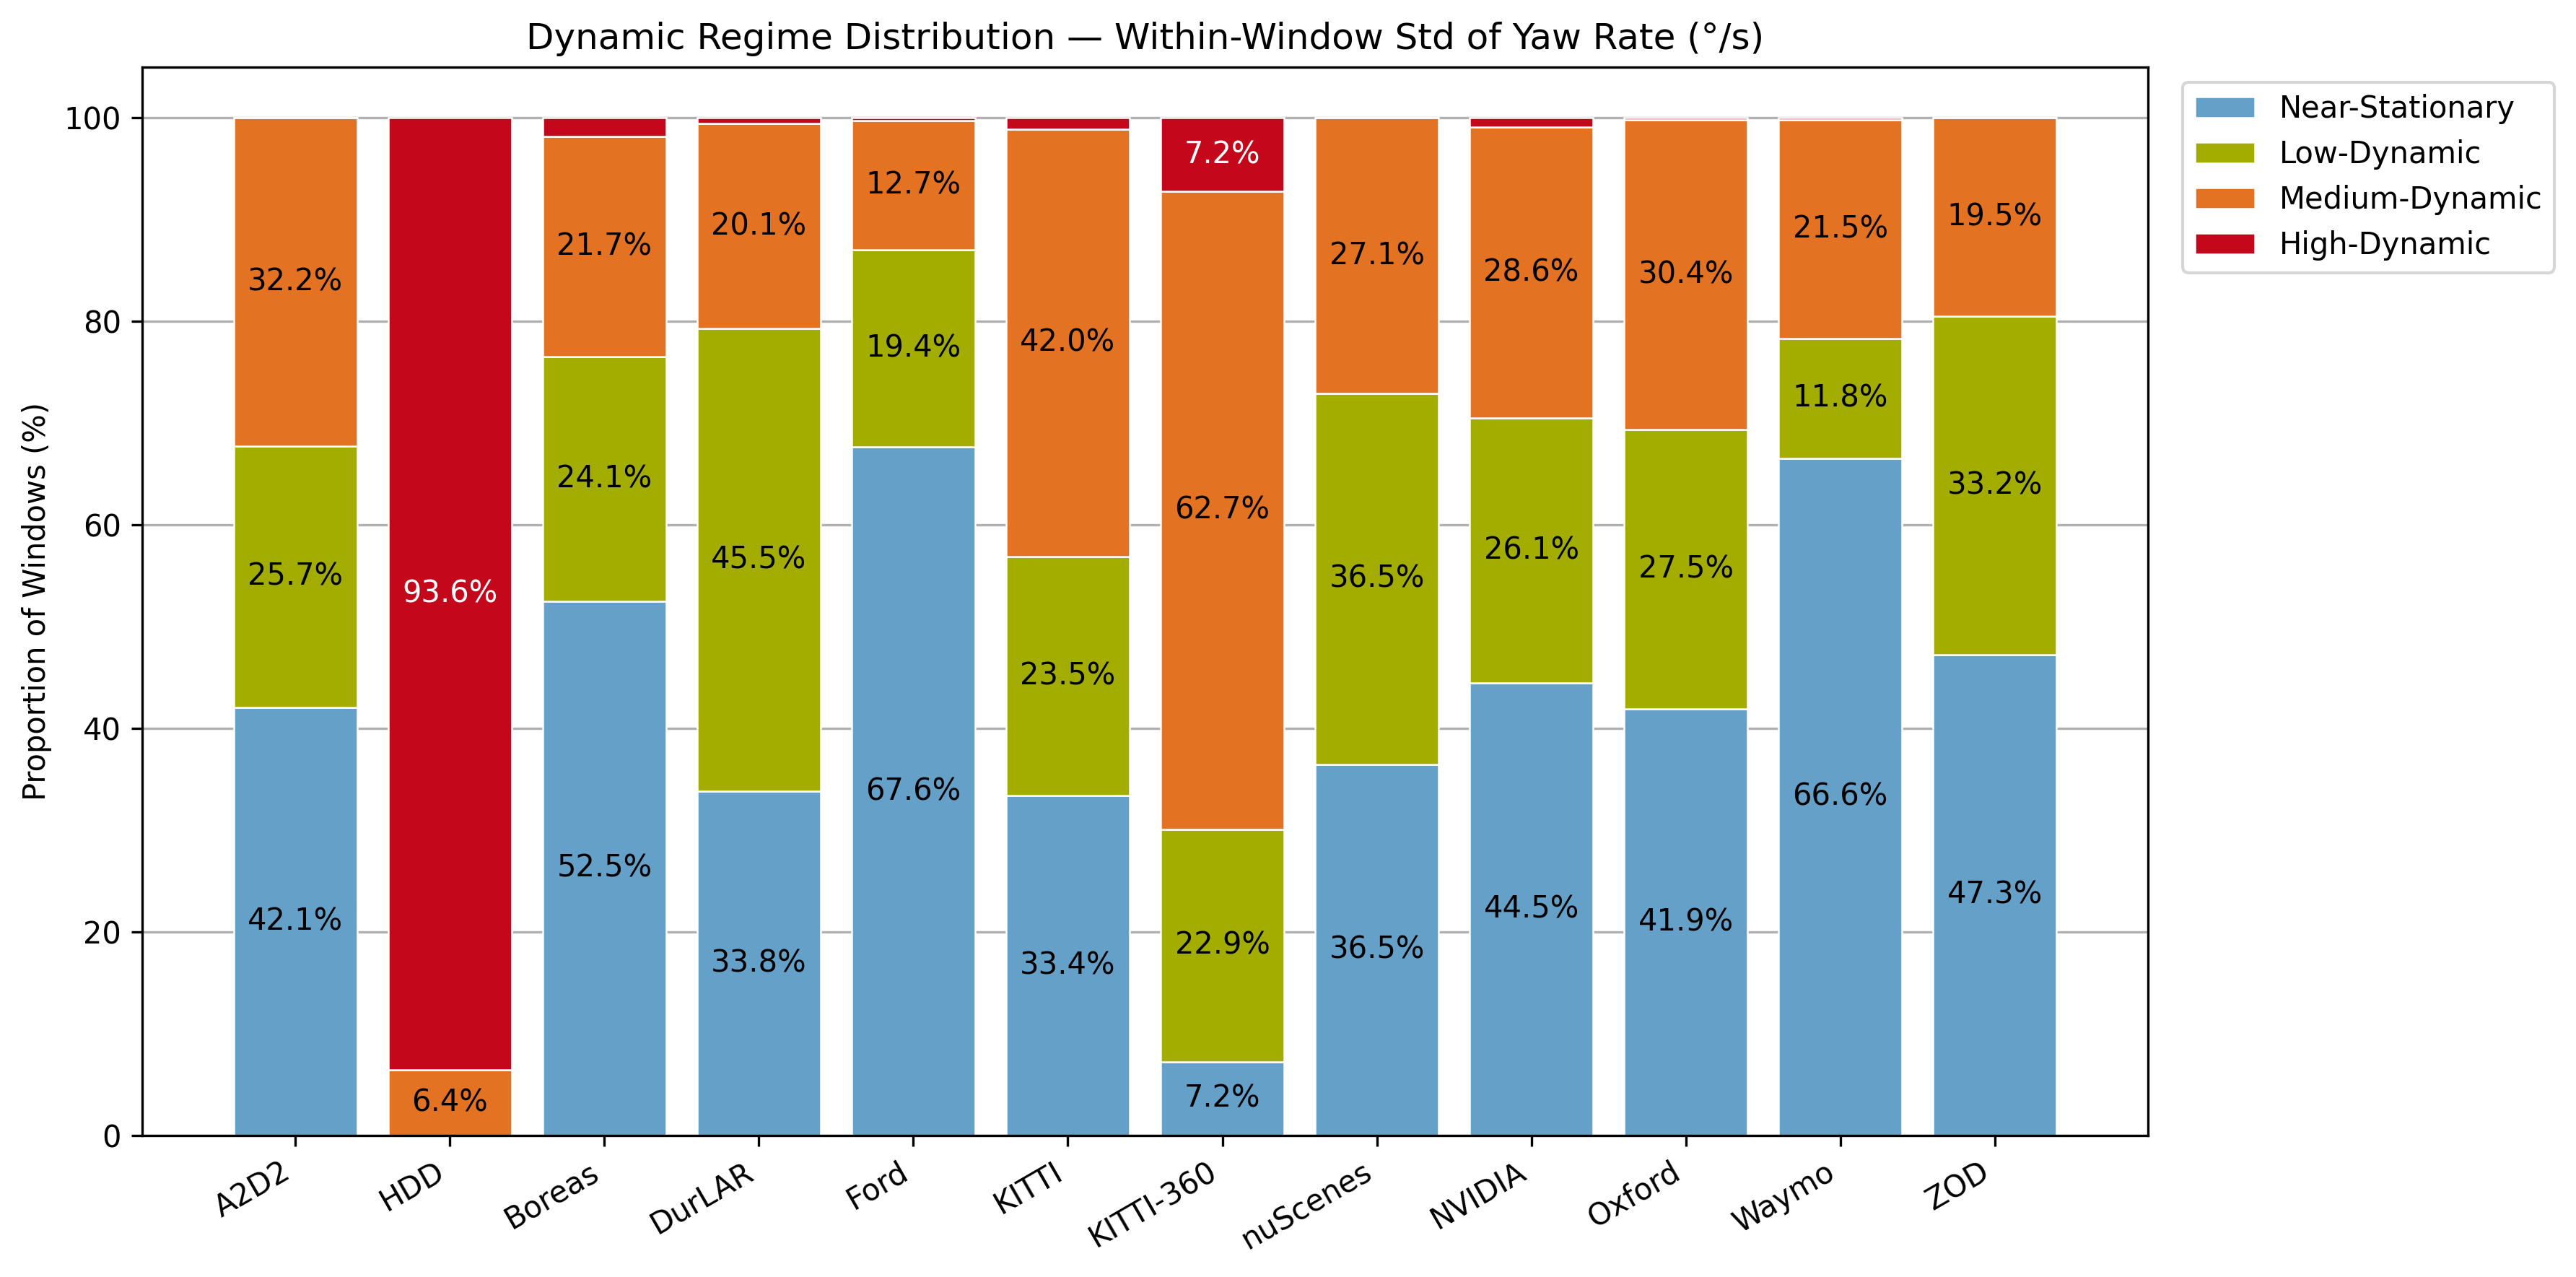 Dynamic Regime Distribution — Within-Window Std of Yaw Rate (°/s)
Proportion of Windows (%)
100
80
60
40
20
0
32.2%
25.7%
42.1%
93.6%
6.4%
21.7%
24.1%
52.5%
20.1%
45.5%
33.8%
12.7%
19.4%
67.6%
42.0%
23.5%
33.4%
7.2%
62.7%
22.9%
7.2%
27.1%
36.5%
36.5%
28.6%
26.1%
44.5%
30.4%
27.5%
41.9%
21.5%
11.8%
66.6%
19.5%
33.2%
47.3%
A2D2
HDD
Boreas
DurLAR
Ford
KITTI
KITTI-360
nuScenes
NVIDIA
Oxford
Waymo
ZOD
Near-Stationary
Low-Dynamic
Medium-Dynamic
High-Dynamic